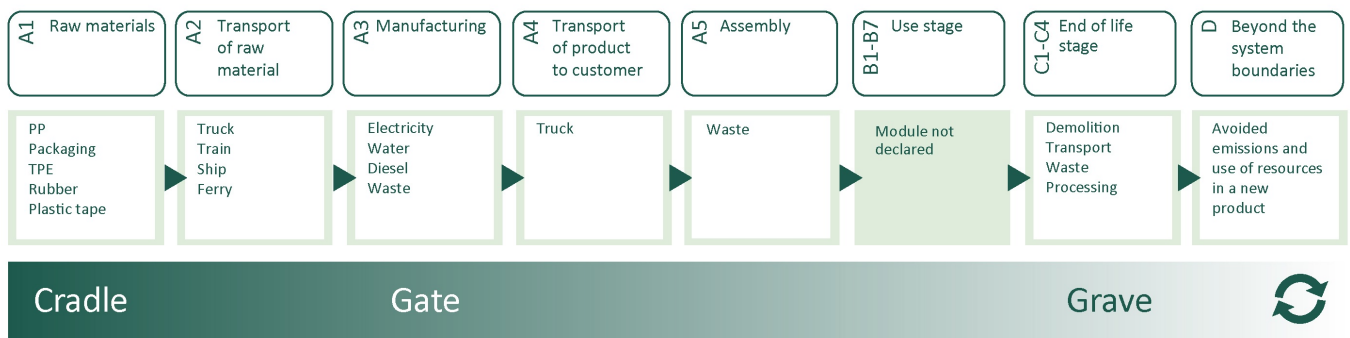 A1
Raw materials
A2
Transport
of raw
material
A3
Manufacturing
A4
Transport
of product
to customer
A5
Assembly
B1-B7
Use stage
C1-C4
End of life
stage
D
Beyond the
system
boundaries
PP
Packaging
TPE
Rubber
Plastic tape
Truck
Train
Ship
Ferry
Electricity
Water
Diesel
Waste
Truck
Waste
Module not
declared
Demolition
Transport
Waste
Processing
Avoided
emissions and
use of resources
in a new
product
Cradle
Gate
Grave